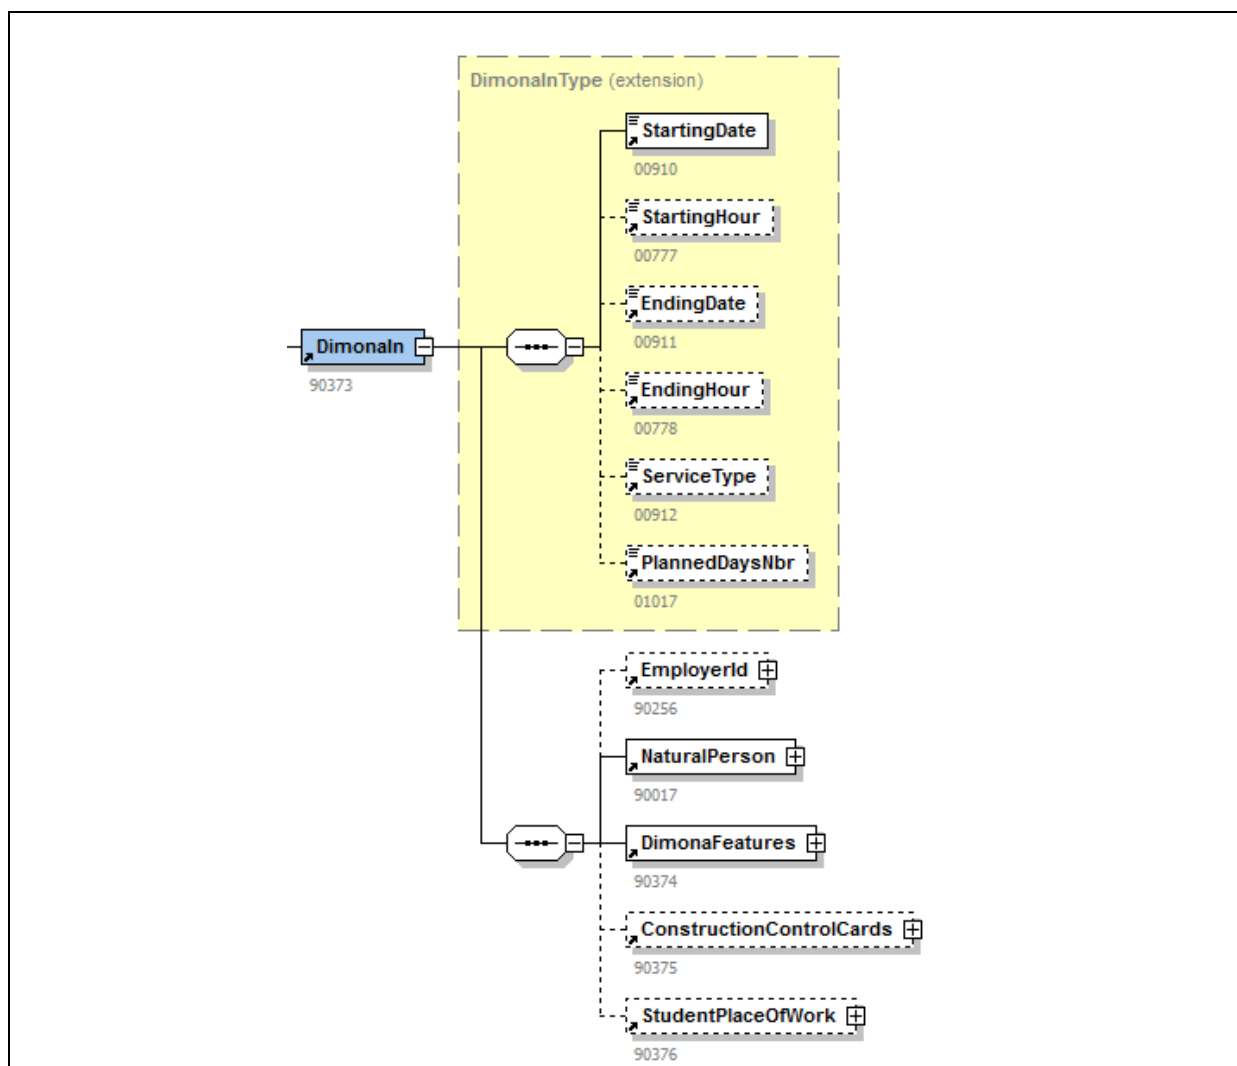 DimonaInType (extension)
StartingDate
00910
StartingHour
00777
EndingDate
00911
DimonaIn
90373
EndingHour
00778
ServiceType
00912
PlannedDaysNbr
01017
EmployerId
90256
NaturalPerson
90017
DimonaFeatures
90374
ConstructionControlCards
90375
StudentPlaceOfWork
90376